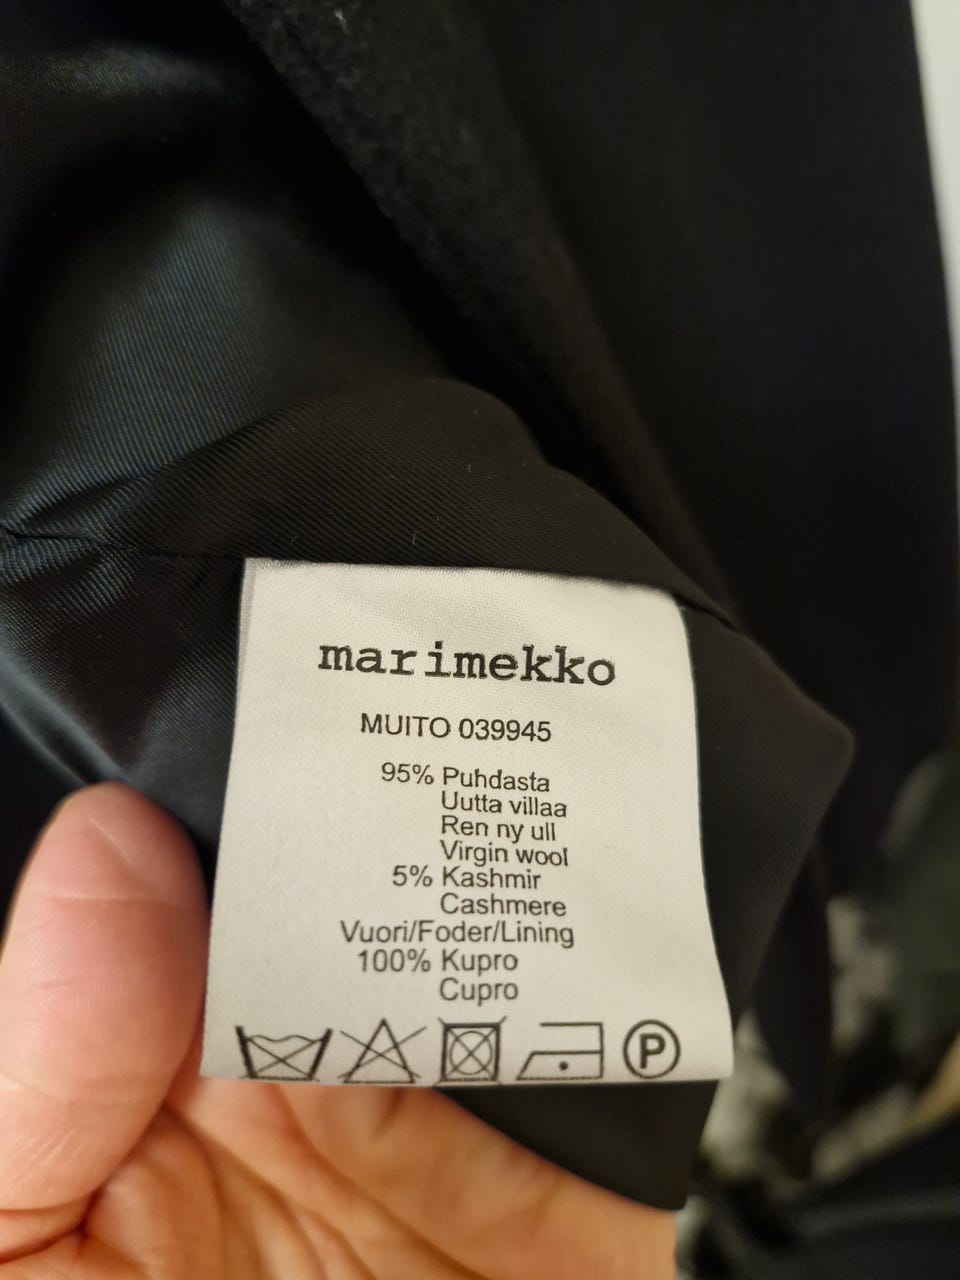 marimekko
MUITO 039945
95% Puhdasta
Uutta villaa
Ren ny ull
Virgin wool
5% Kashmir
Cashmere
Vuori/Foder/Lining
100% Kupro
Cupro
P